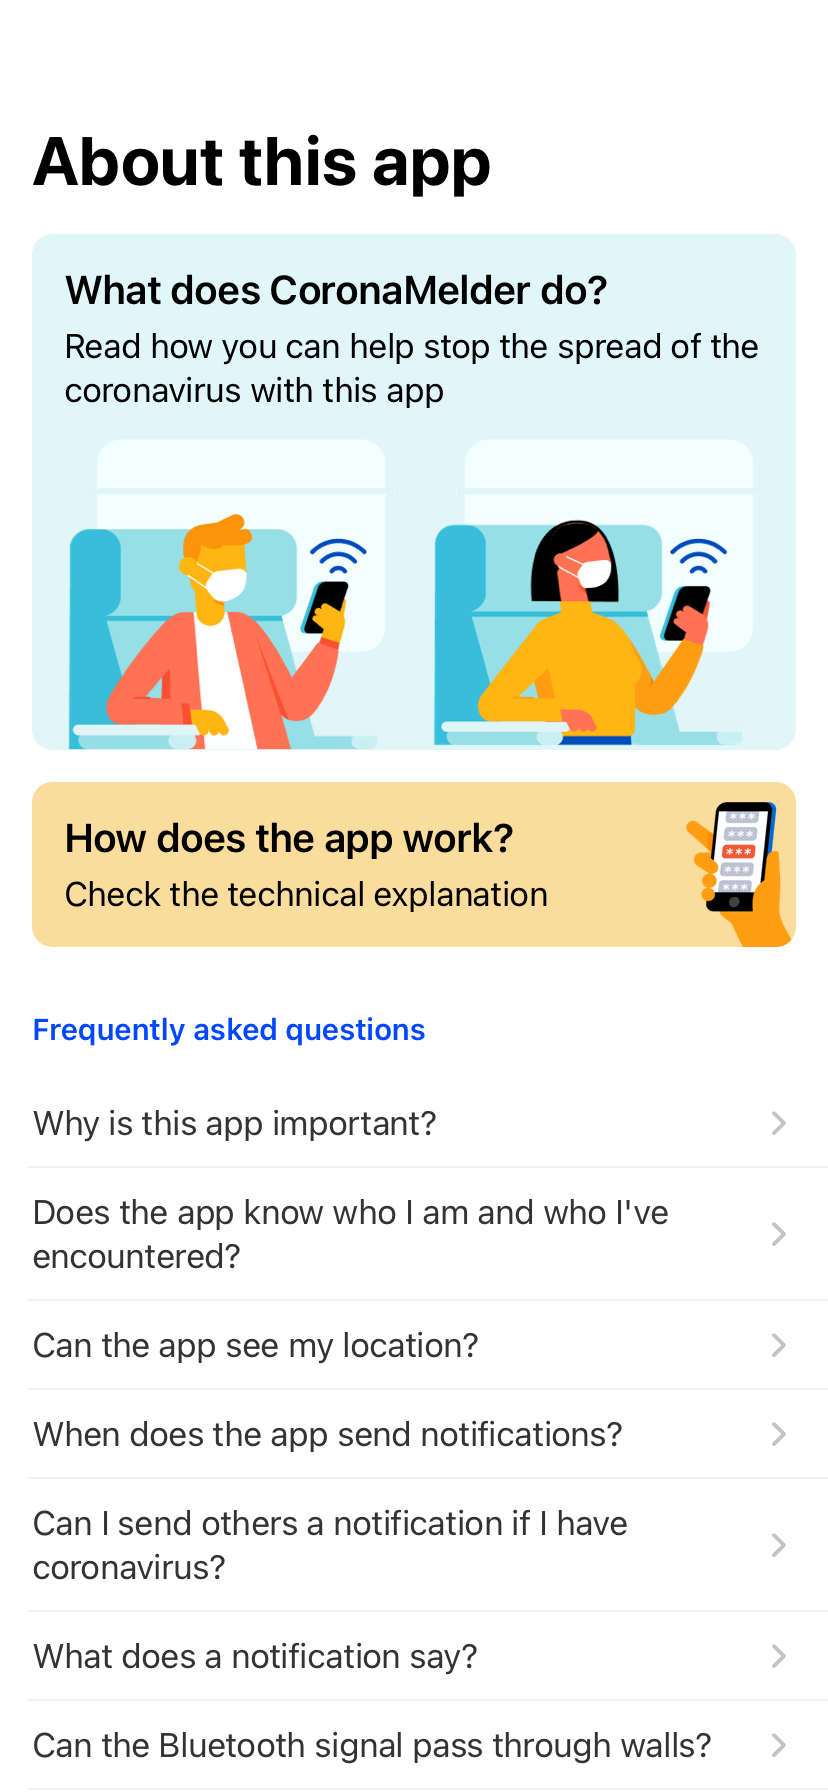 About this app
What does CoronaMelder do?
Read how you can help stop the spread of the
coronavirus with this app
How does the app work?
Check the technical explanation
***
***
***
***
***
Frequently asked questions
Why is this app important?
Does the app know who I am and who I've
encountered?
Can the app see my location?
When does the app send notifications?
Can I send others a notification if I have
coronavirus?
What does a notification say?
Can the Bluetooth signal pass through walls?